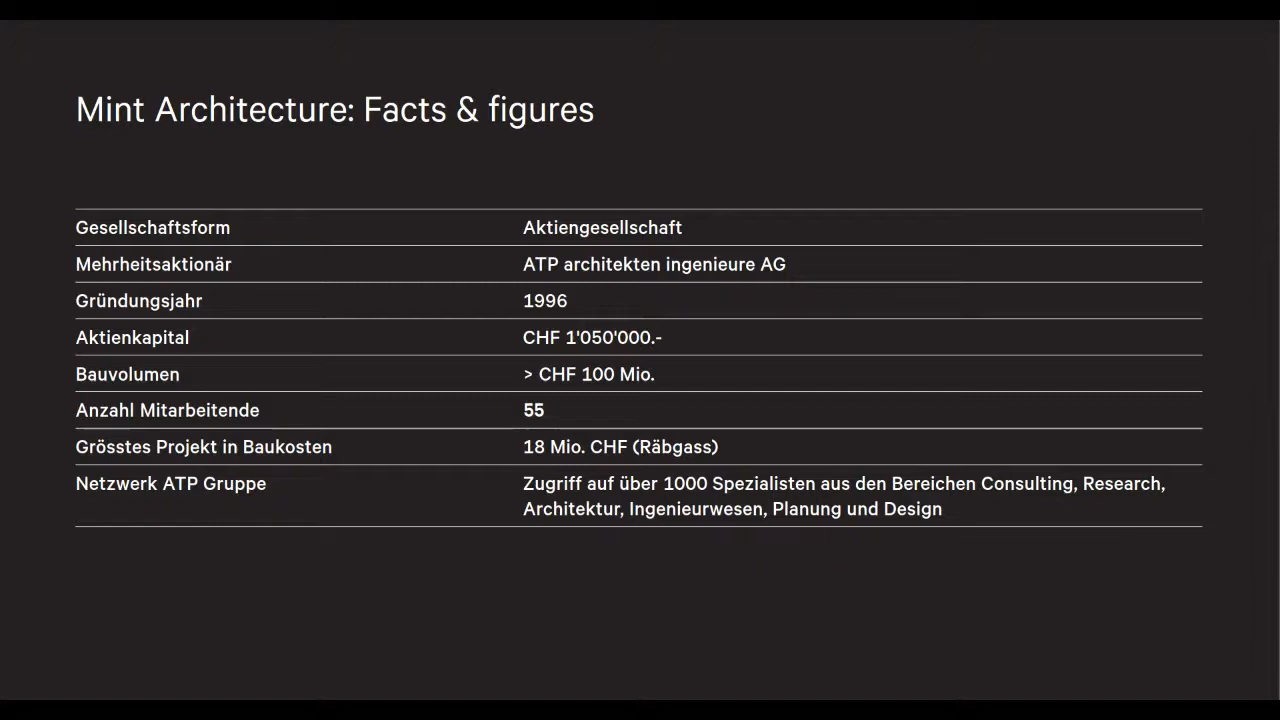 Mint Architecture: Facts & figures
Gesellschaftsform Aktiengesellschaft
Mehrheitsaktionär ATP architekten ingenieure AG
Gründungsjahr 1996
Aktienkapital CHF 1'050'000.-
Bauvolumen > CHF 100 Mio.
Anzahl Mitarbeitende 55
Grösstes Projekt in Baukosten 18 Mio. CHF (Räbgass)
Netzwerk ATP Gruppe Zugriff auf über 1000 Spezialisten aus den Bereichen Consulting, Research,
Architektur, Ingenieurwesen, Planung und Design